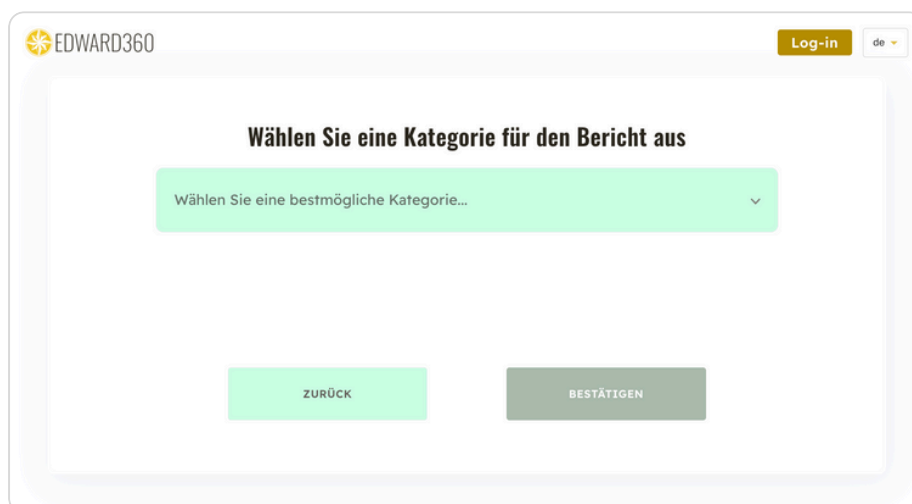 EDWARD360
Log-in
de
Wählen Sie eine Kategorie für den Bericht aus
Wählen Sie eine bestmögliche Kategorie...
ZURÜCK
BESTÄTIGEN